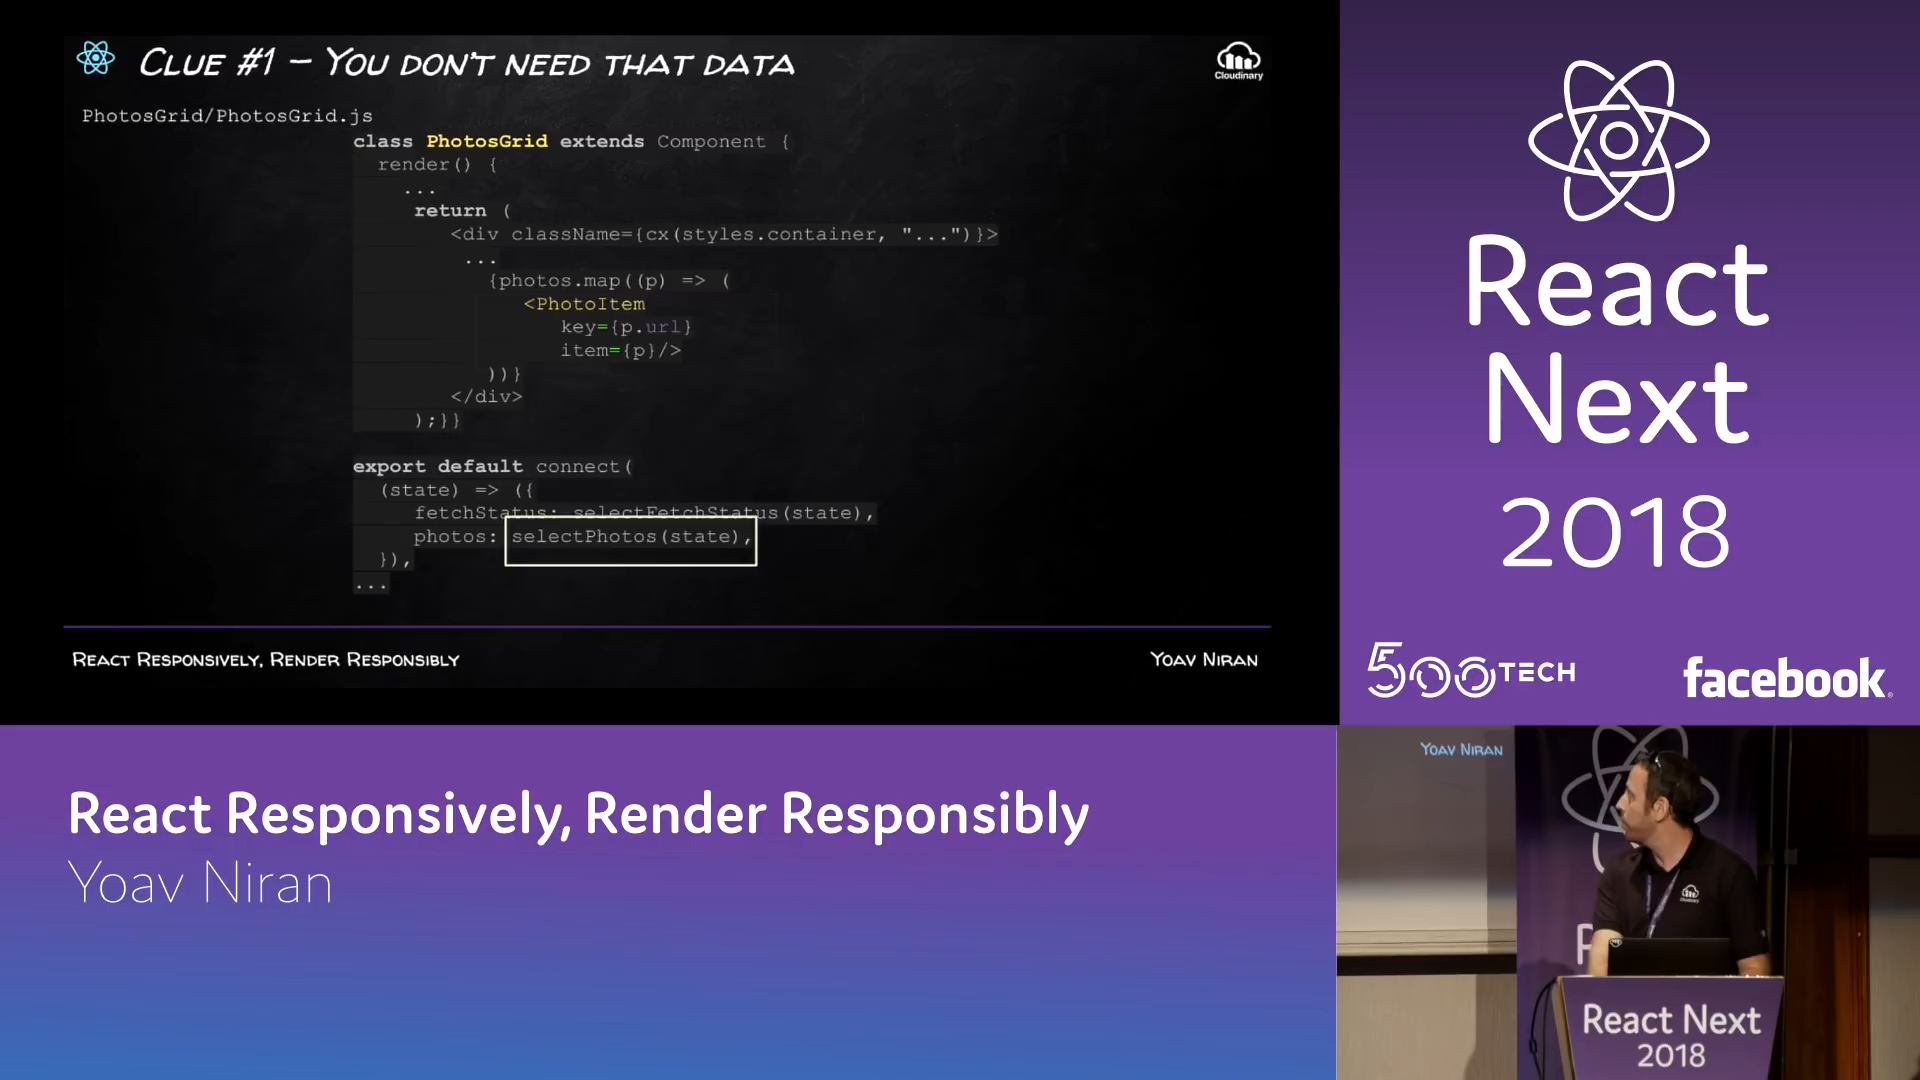 CLUE #1 – YOU DON'T NEED THAT DATA
Cloudinary
PhotosGrid/PhotosGrid.js
class PhotosGrid extends Component {
render() {
...
return (
<div className={cx(styles.container, "...")}>
...
{photos.map((p) => (
<PhotoItem
key={p.url}
item={p}/>
))}
</div>
);}}
export default connect(
(state) => ({
fetchStatus: selectFetchStatus(state),
photos: selectPhotos(state),
}),
...
REACT RESPONSIVELY, RENDER RESPONSIBLY
YOAV NIRAN
React
Next
2018
500TECH
facebook
React Responsively, Render Responsibly
Yoav Niran
YOAV NIRAN
Cloudinary
R
React Next
2018